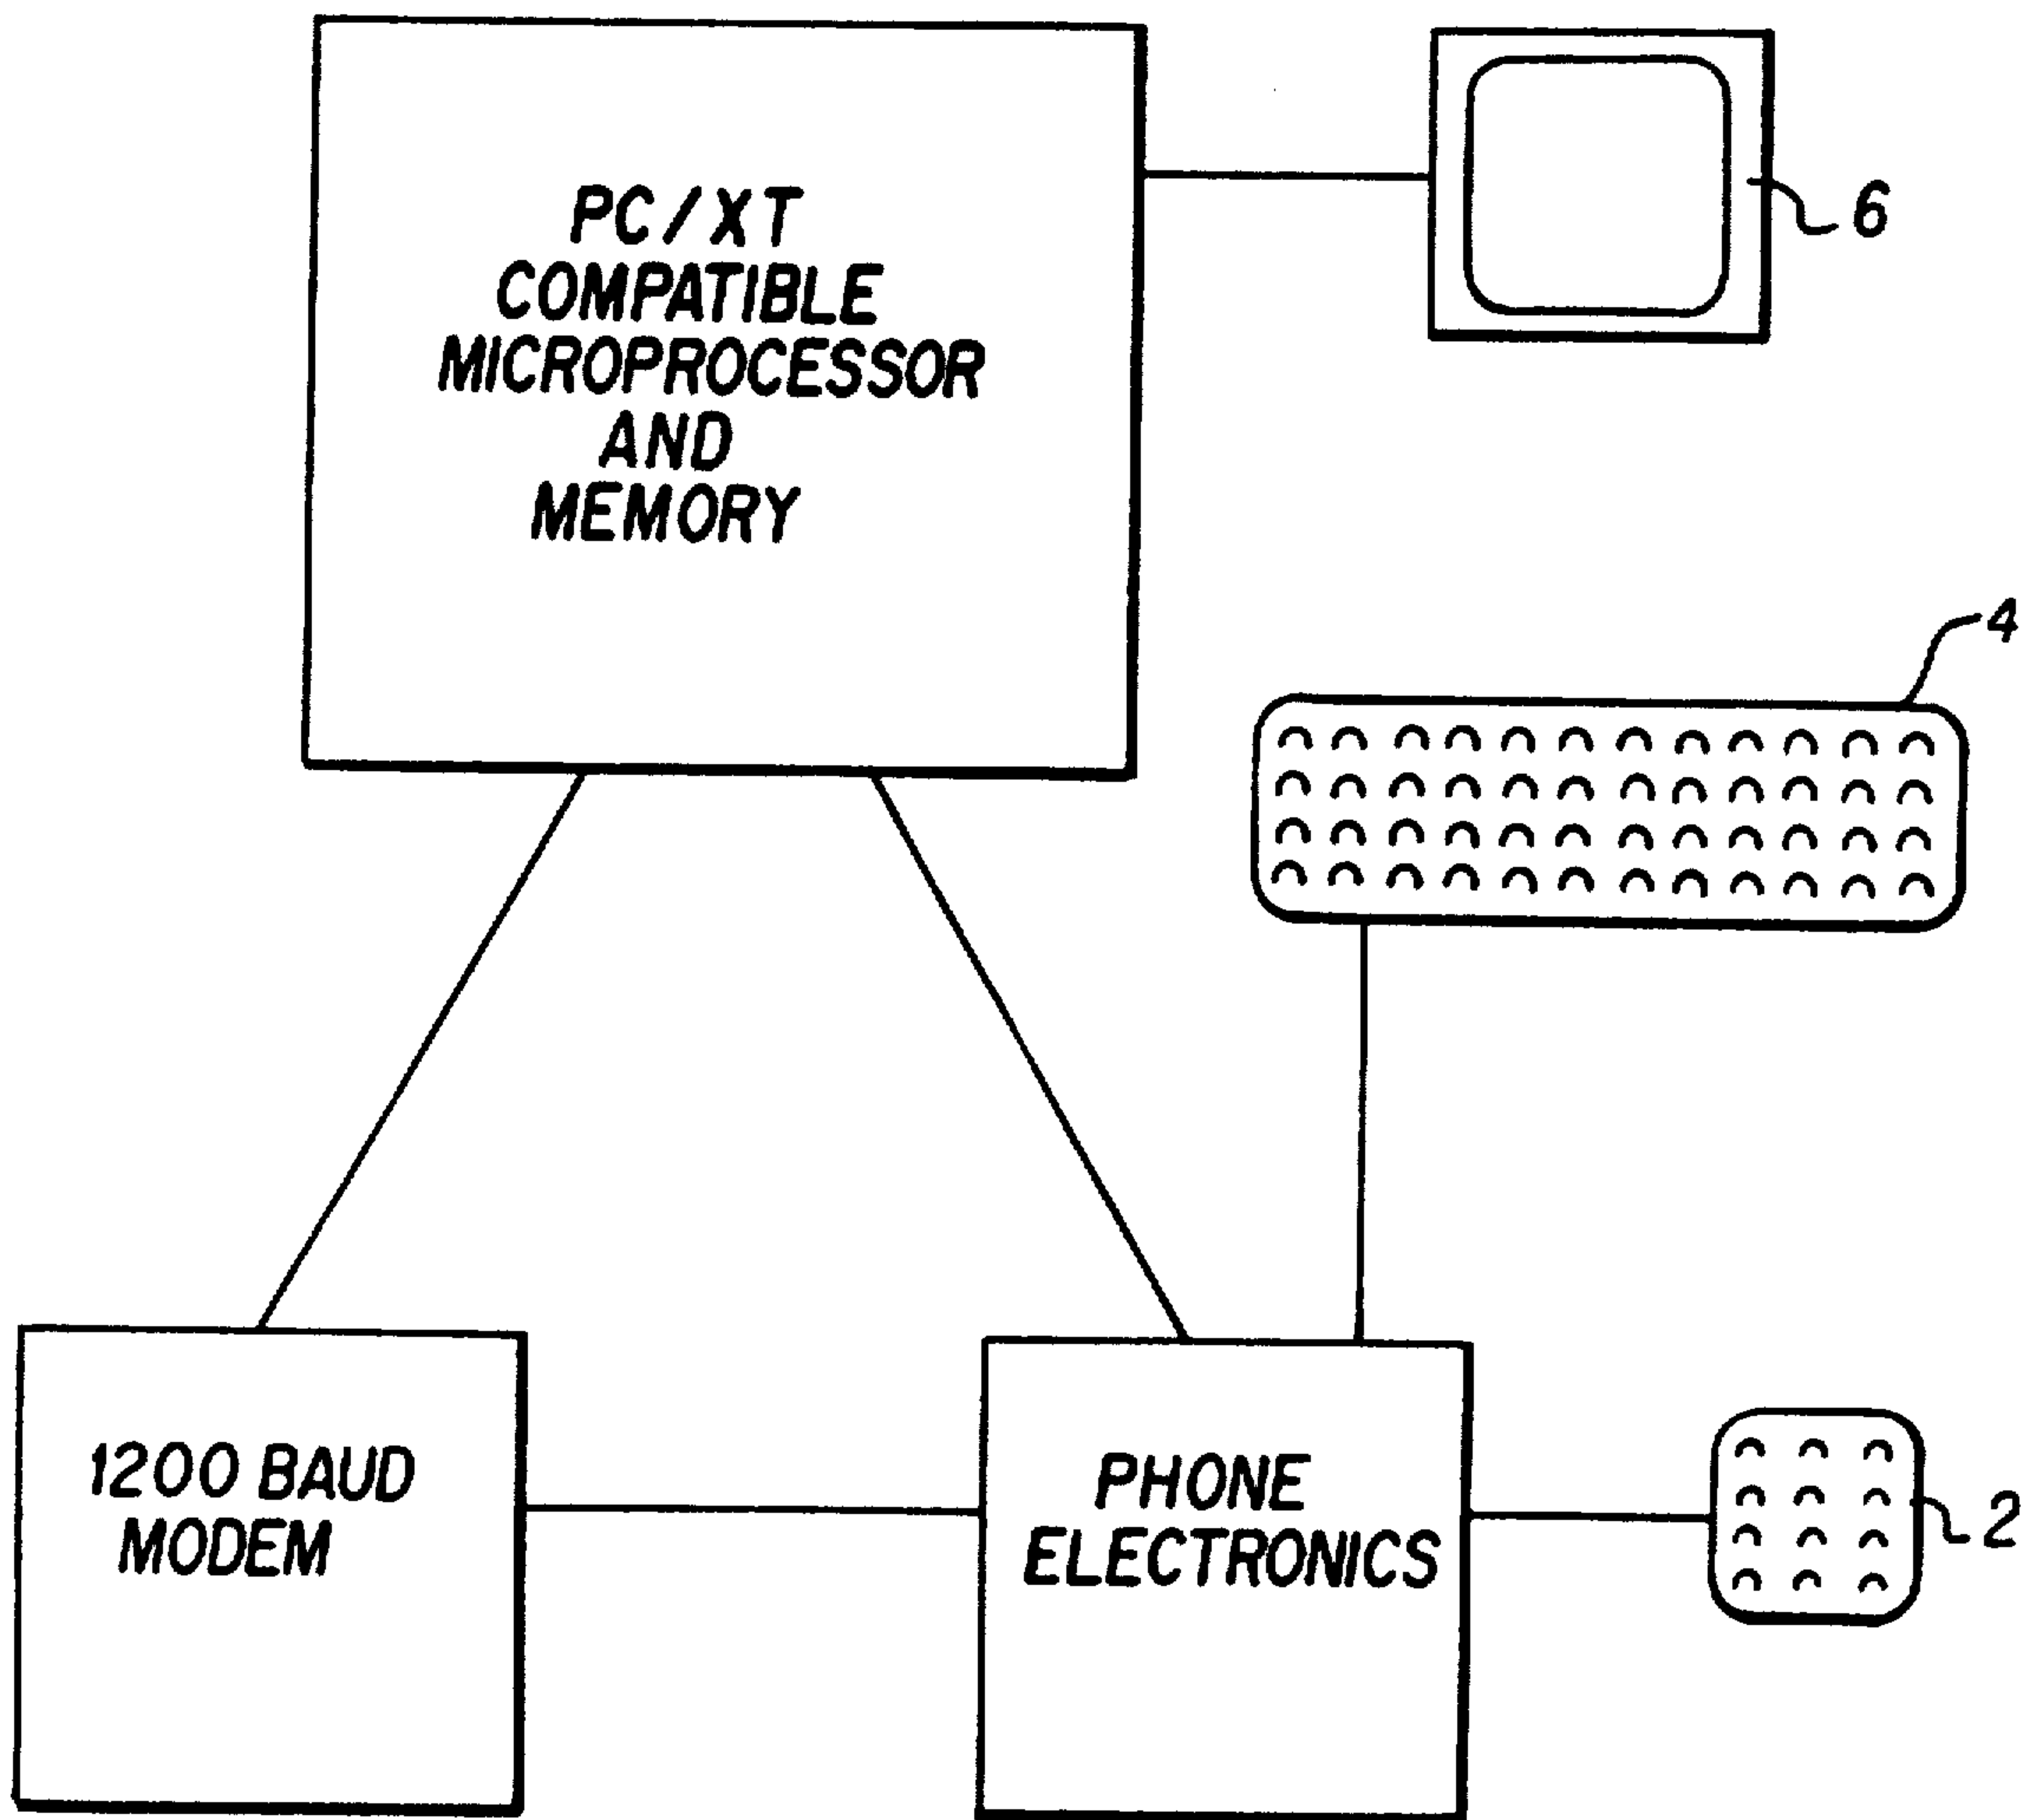 PC/XT
COMPATIBLE
MICROPROCESSOR
AND
MEMORY
6
4
1200 BAUD
MODEM
PHONE
ELECTRONICS
2